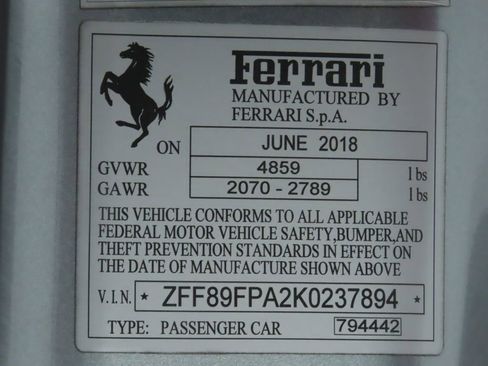 Ferrari
MANUFACTURED BY
FERRARI S.p.A.
ON JUNE 2018
GVWR 4859 lbs
GAWR 2070 - 2789 lbs
THIS VEHICLE CONFORMS TO ALL APPLICABLE
FEDERAL MOTOR VEHICLE SAFETY,BUMPER,AND
THEFT PREVENTION STANDARDS IN EFFECT ON
THE DATE OF MANUFACTURE SHOWN ABOVE
V.I.N. * ZFF89FPA2K0237894 *
TYPE: PASSENGER CAR 794442